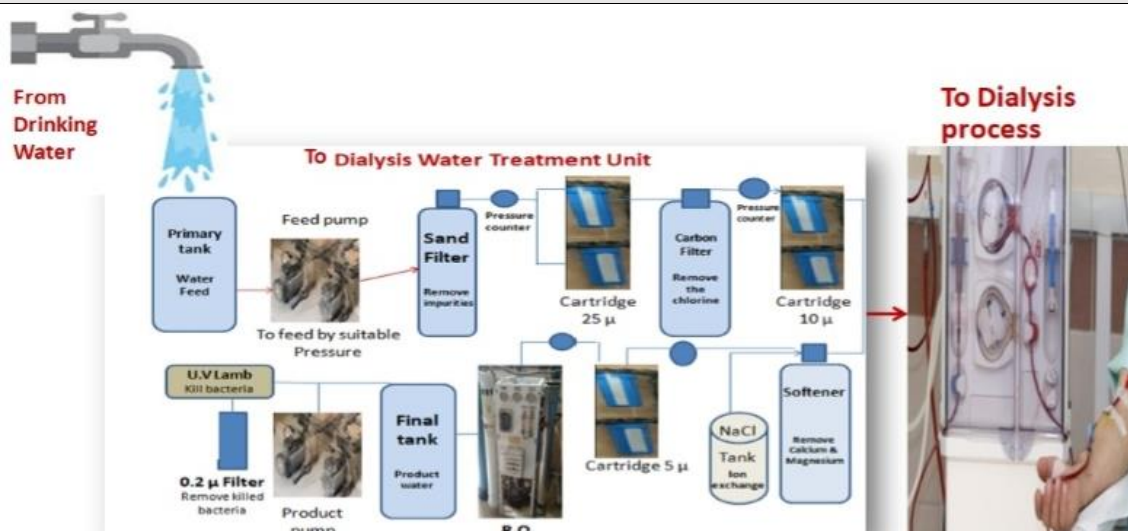 From
Drinking
Water
To Dialysis Water Treatment Unit
To Dialysis
process
Primary
tank
Water
Feed
Feed pump
To feed by suitable
Pressure
Sand
Filter
Remove
impurities
Pressure
counter
Cartridge
25 μ
Carbon
Filter
Remove
the
chlorine
Pressure
counter
Cartridge
10 μ
U.V Lamb
Kill bacteria
0.2 μ Filter
Remove killed
bacteria
Product
pump
Final
tank
Product
water
R.O
Cartridge 5 μ
NaCl
Tank
Ion
exchange
Softener
Remove
Calcium &
Magnesium